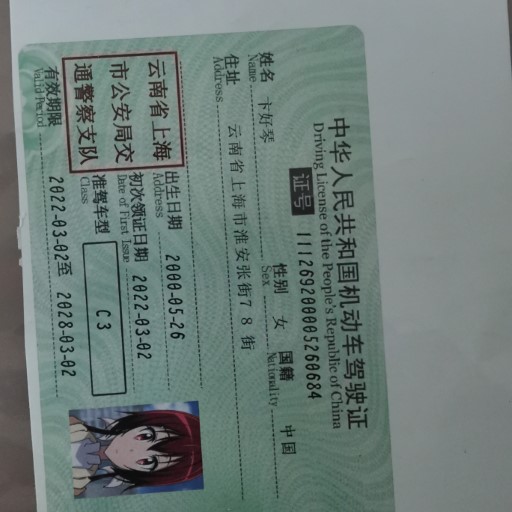 中华人民共和国机动车驾驶证
Driving License of the People's Republic of China
证号 111269200005260684
姓名 卞好琴 性别 女 国籍 中国
Name Sex Nationality
住址 云南省上海市淮安张街78街
Address
云南省上海
市公安局交
通警察支队
出生日期 2000-05-26
Address
初次领证日期 2022-03-02
Date of First Issue
准驾车型 C3
Class
有效期限 2022-03-02至 2028-03-02
Valid Period